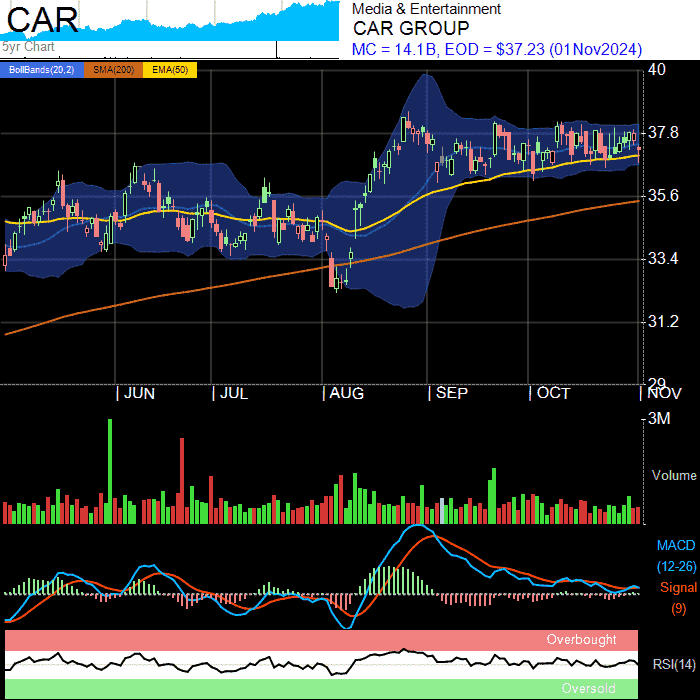 CAR
5yr Chart
Media & Entertainment
CAR GROUP
MC = 14.1B, EOD = $37.23 (01Nov2024)
BollBands(20,2) SMA(200) EMA(50)
40
37.8
35.6
33.4
31.2
29
JUN JUL AUG SEP OCT NOV
3M
Volume
MACD
(12-26)
Signal
(9)
Overbought
RSI(14)
Oversold